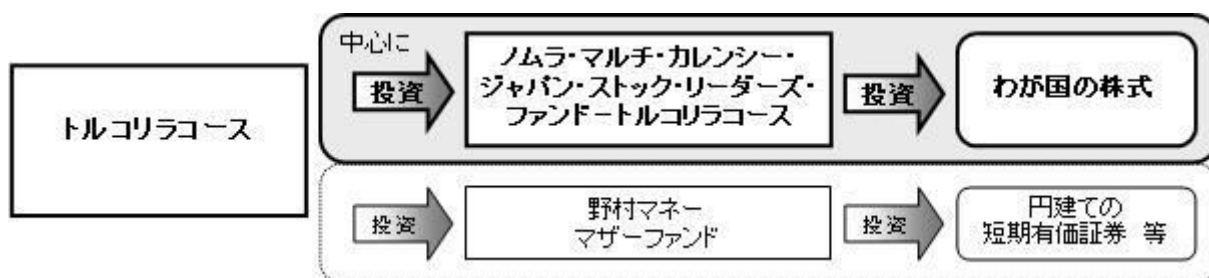 トルコリラコース
中心に
投資
ノムラ・マルチ・カレンシー・
ジャパン・ストック・リーダーズ・
ファンド－トルコリラコース
投資
わが国の株式
投資
野村マネー
マザーファンド
投資
円建ての
短期有価証券 等